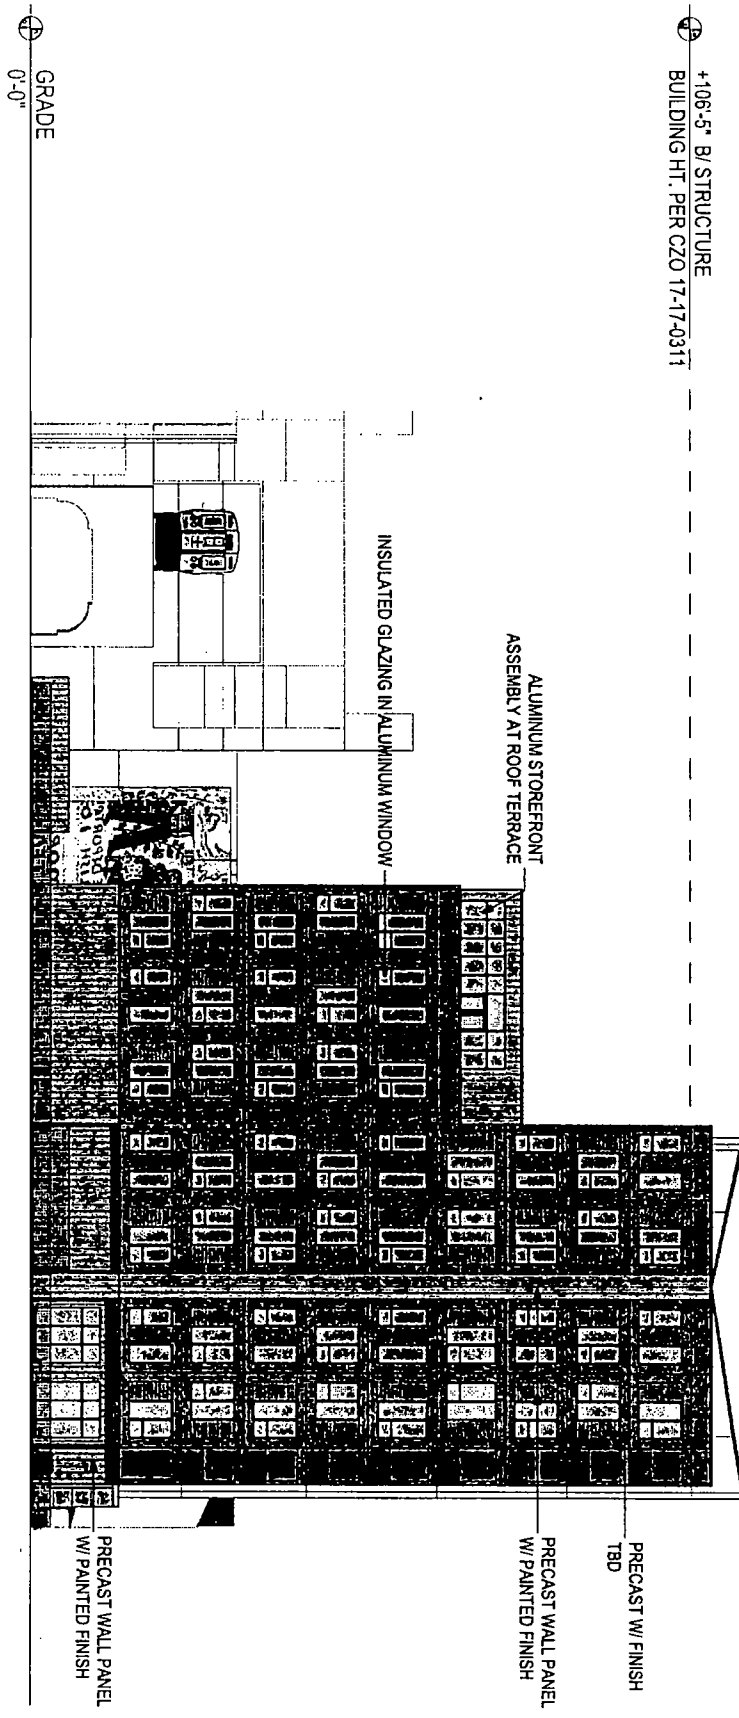 +106'-5" B/ STRUCTURE
BUILDING HT. PER CZO 17-17-0311
GRADE
0'-0"
ALUMINUM STOREFRONT
ASSEMBLY AT ROOF TERRACE
INSULATED GLAZING IN ALUMINUM WINDOW
PRECAST W/ FINISH
TBD
PRECAST WALL PANEL
W/ PAINTED FINISH
PRECAST WALL PANEL
W/ PAINTED FINISH